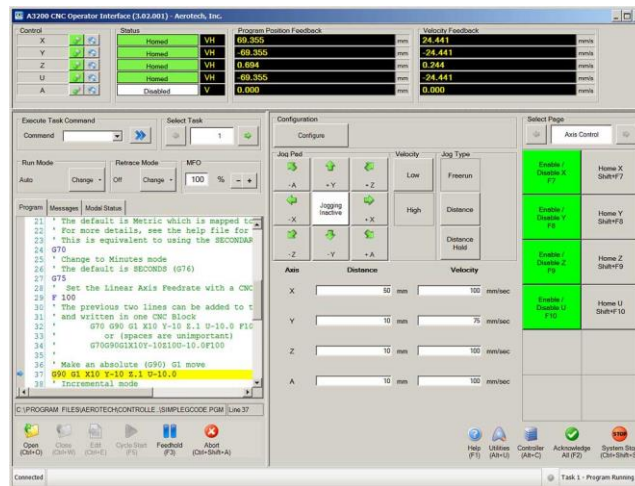 A3200 CNC Operator Interface (3.02.001) - Aerotech, Inc.
Control Status Program Position Feedback Velocity Feedback
X Homed VH 69.355 mm 24.441 mm/s
Y Homed VH -69.355 mm -24.441 mm/s
Z Homed VH 0.694 mm 0.244 mm/s
U Homed VH -69.355 mm -24.441 mm/s
A Disabled V 0.000 mm 0.000 mm/s
Execute Task Command Select Task Configuration Select Page
Command 1 Configure Axis Control
Run Mode Retrace Mode MFO Jog Pad Velocity Jog Type
Auto Change Off Change 100 % - +
-A +Y +Z Low Freerun
-X Jogging Inactive +X High Distance
-Z -Y +A Distance Hold
Enable / Disable X F7 Home X Shift+F7
Enable / Disable Y F8 Home Y Shift+F8
Enable / Disable Z F9 Home Z Shift+F9
Enable / Disable U F10 Home U Shift+F10
Program Messages Modal Status
21 ' The default is Metric which is mapped to
22 ' For more details, see the help file for
23 ' This is equivalent to using the SECONDAR
24 G70
25 ' Change to Minutes mode
26 ' The default is SECONDS (G76)
27 G75
28 ' Set the Linear Axis Feedrate with a CNC
29 F 100
30 ' The previous two lines can be added to t
31 ' and written in one CNC Block
32 ' G70 G90 G1 X10 Y-10 Z.1 U-10.0 F10
33 ' or (spaces are unimportant)
34 ' G70G90G1X10Y-10Z10U-10.0F100
35 '
36 ' Make an absolute (G90) G1 move
37 G90 G1 X10 Y-10 Z.1 U-10.0
38 ' Incremental mode
Axis Distance Velocity
X 50 mm 100 mm/sec
Y 10 mm 75 mm/sec
Z 10 mm 100 mm/sec
A 10 mm 100 mm/sec
C:\PROGRAM FILES\AEROTECH\CONTROLLE..\SIMPLEGCODE.PGM Line 37
Open (Ctrl+O) Close (Ctrl+W) Edit (Ctrl+E) Cycle Start (F5) Feedhold (F3) Abort (Ctrl+Shift+A)
Help (F1) Utilities (Alt+U) Controller (Alt+C) Acknowledge All (F2) System Sto (Ctrl+Shift+S
Connected Task 1 - Program Running